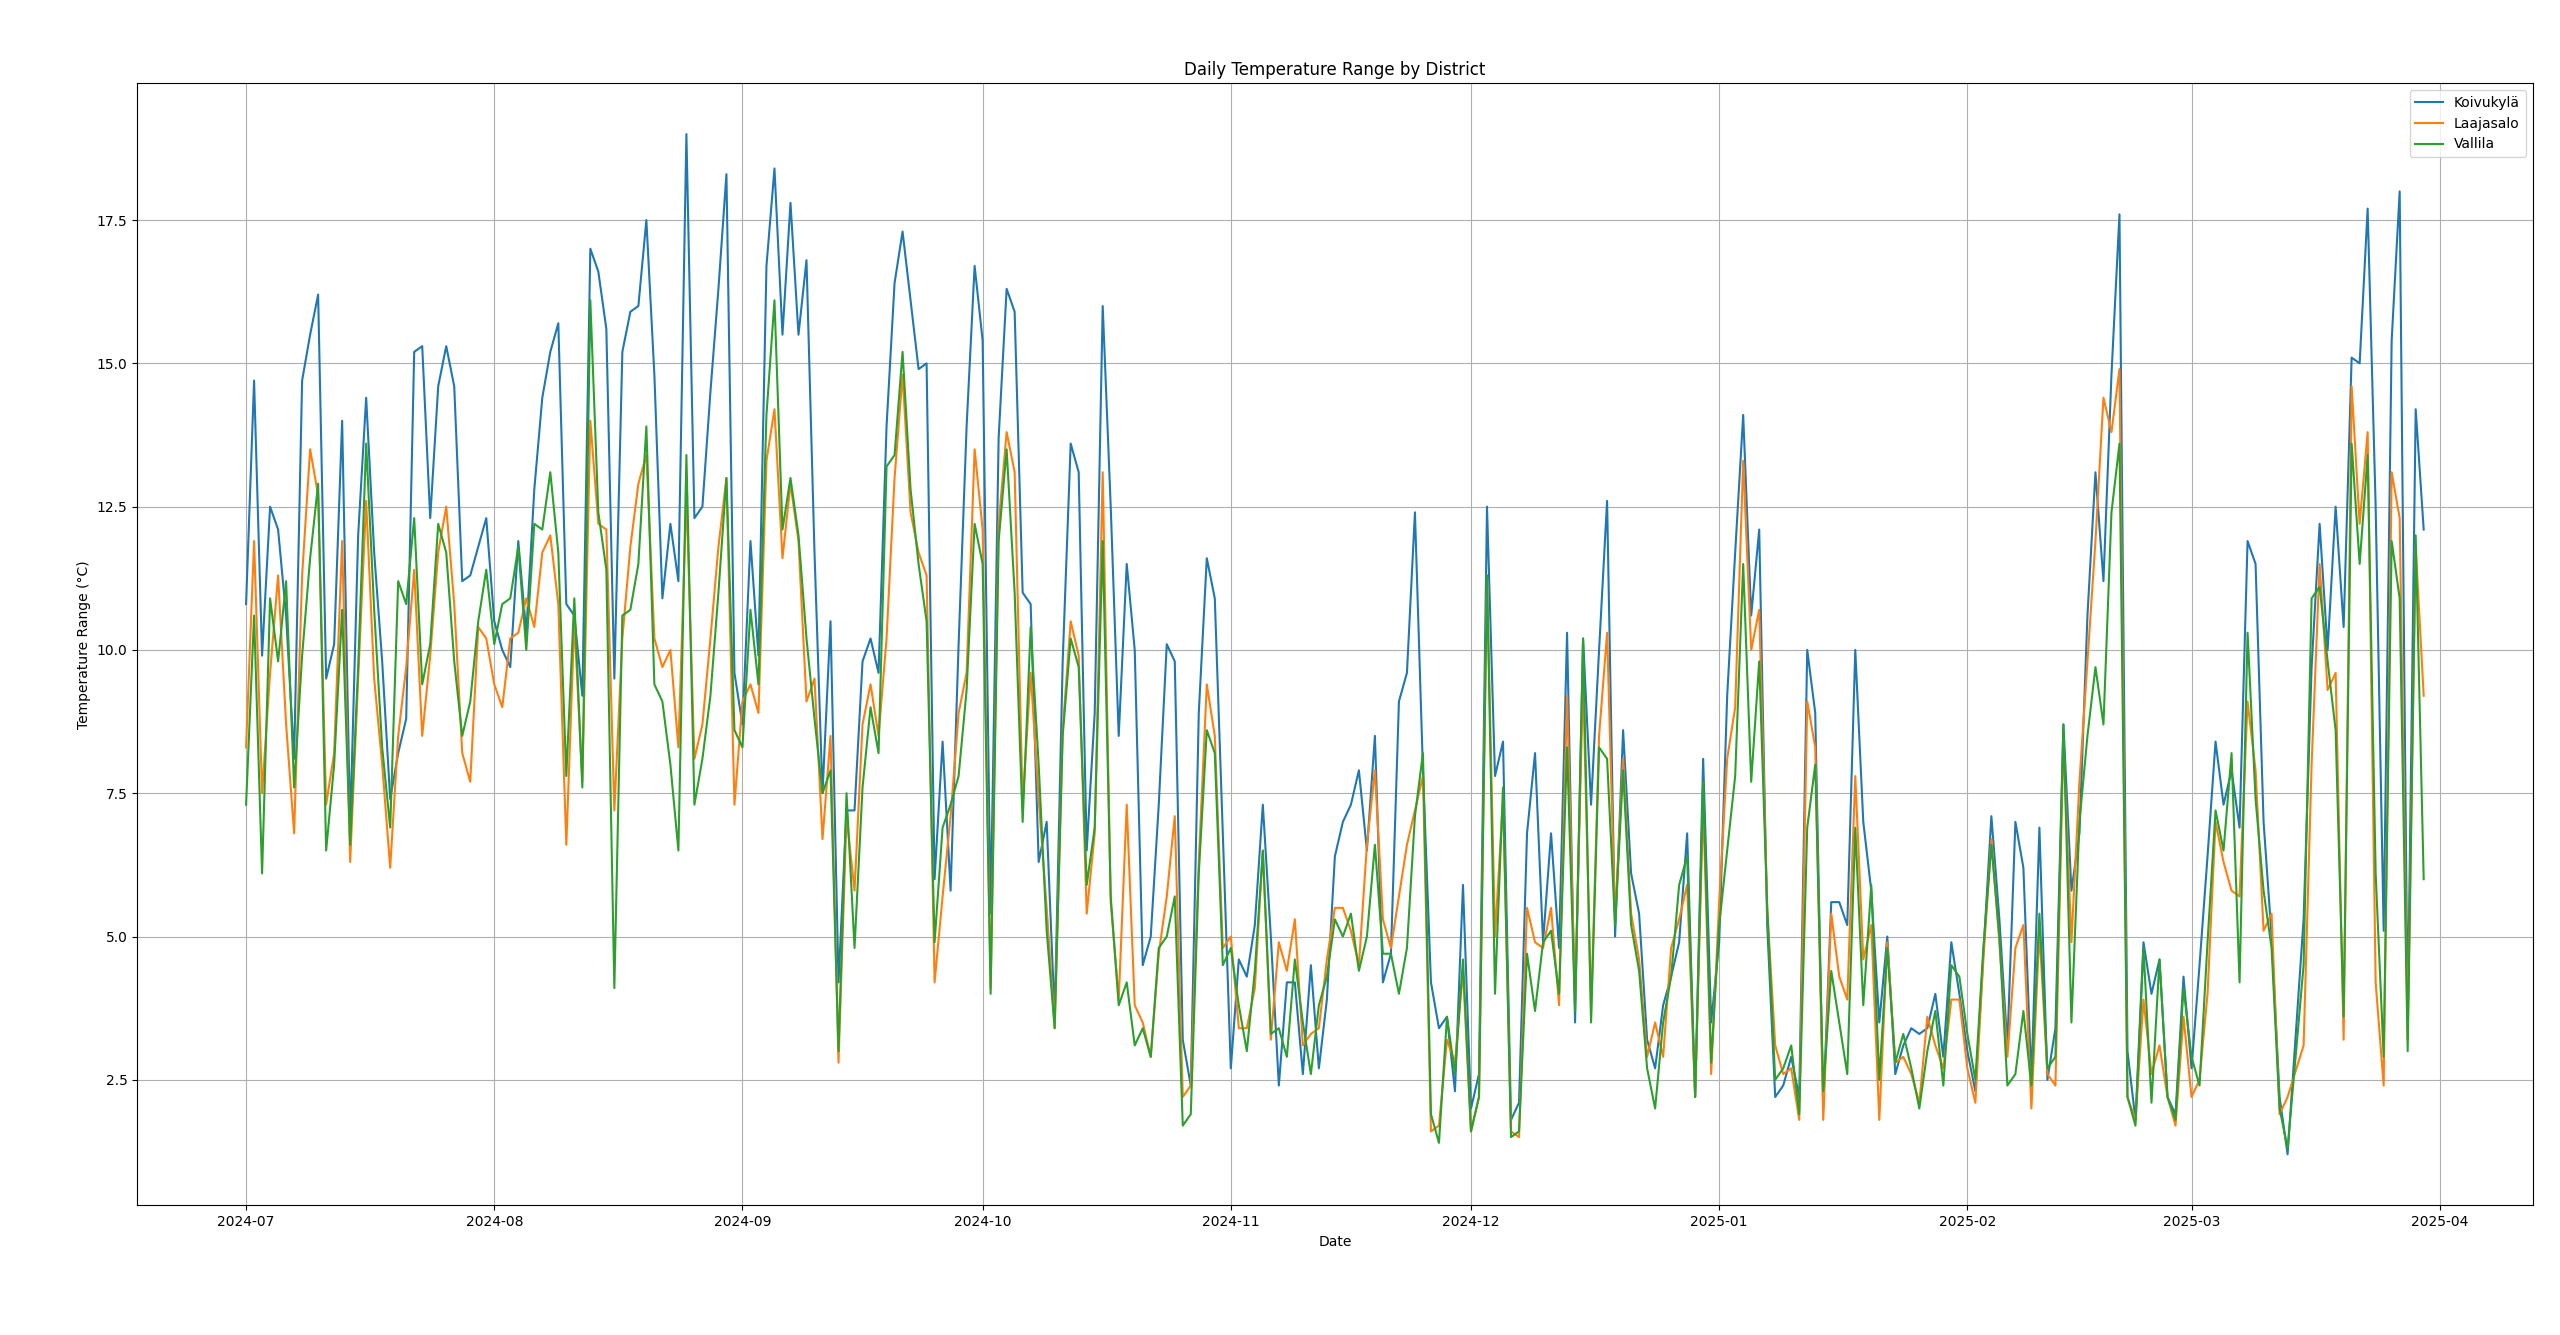 Daily Temperature Range by District
Koivukylä
Laajasalo
Vallila
Temperature Range (°C)
17.5
15.0
12.5
10.0
7.5
5.0
2.5
2024-07
2024-08
2024-09
2024-10
2024-11
2024-12
2025-01
2025-02
2025-03
2025-04
Date